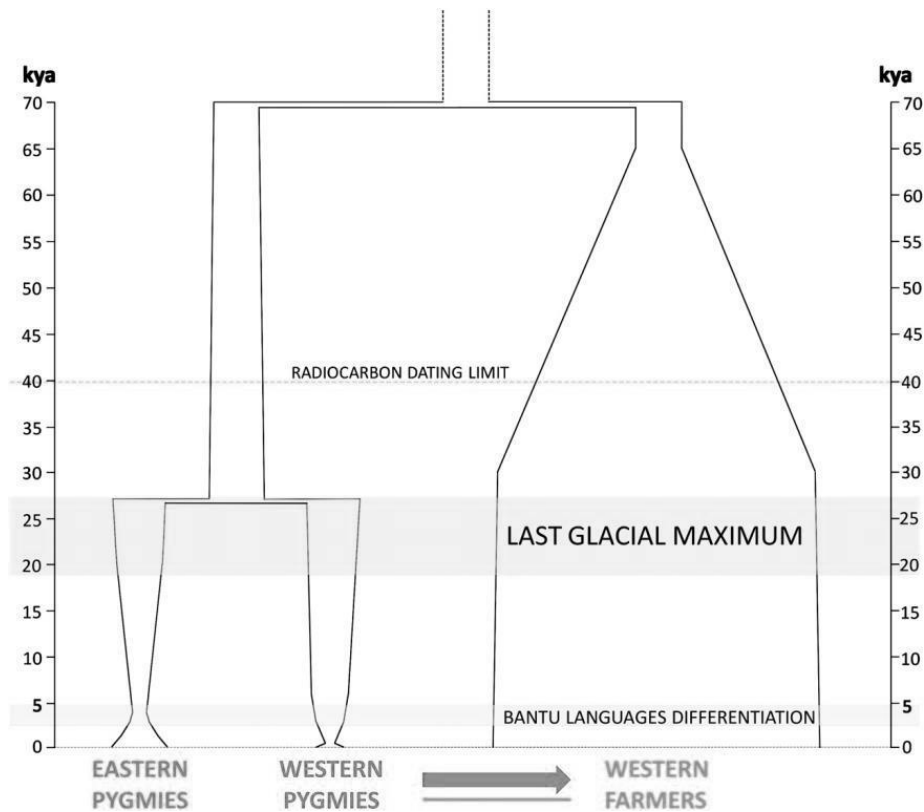 kya
kya
70
70
65
65
60
60
55
55
50
50
45
45
RADIOCARBON DATING LIMIT
40
40
35
35
30
30
25
LAST GLACIAL MAXIMUM
25
20
20
15
15
10
10
5
BANTU LANGUAGES DIFFERENTIATION
5
0
0
EASTERN
PYGMIES
WESTERN
PYGMIES
WESTERN
FARMERS